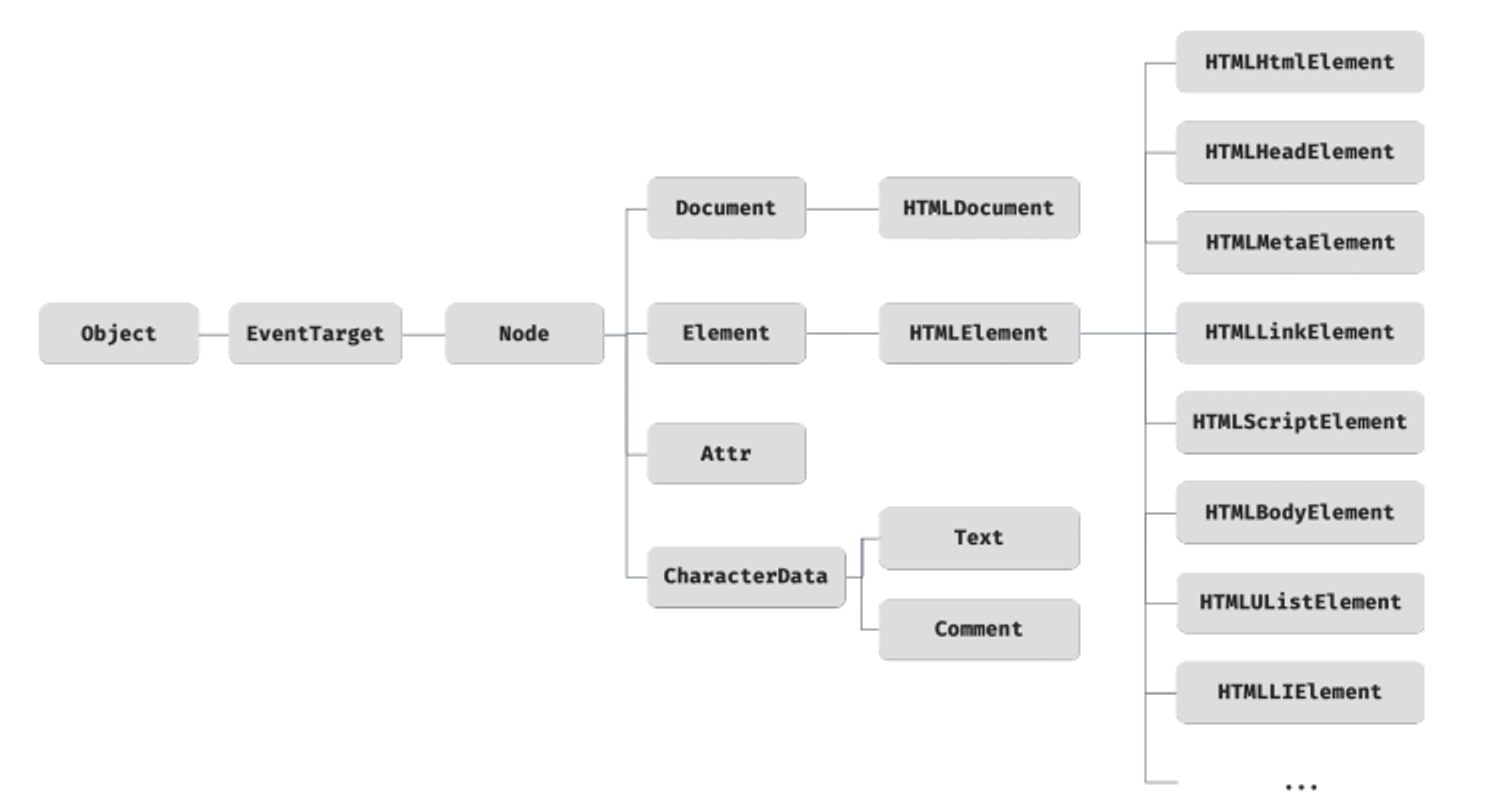 Object
EventTarget
Node
Document
HTMLDocument
Element
HTMLElement
Attr
CharacterData
Text
Comment
HTMLHtmlElement
HTMLHeadElement
HTMLMetaElement
HTMLLinkElement
HTMLScriptElement
HTMLBodyElement
HTMLUListElement
HTMLLIElement
...